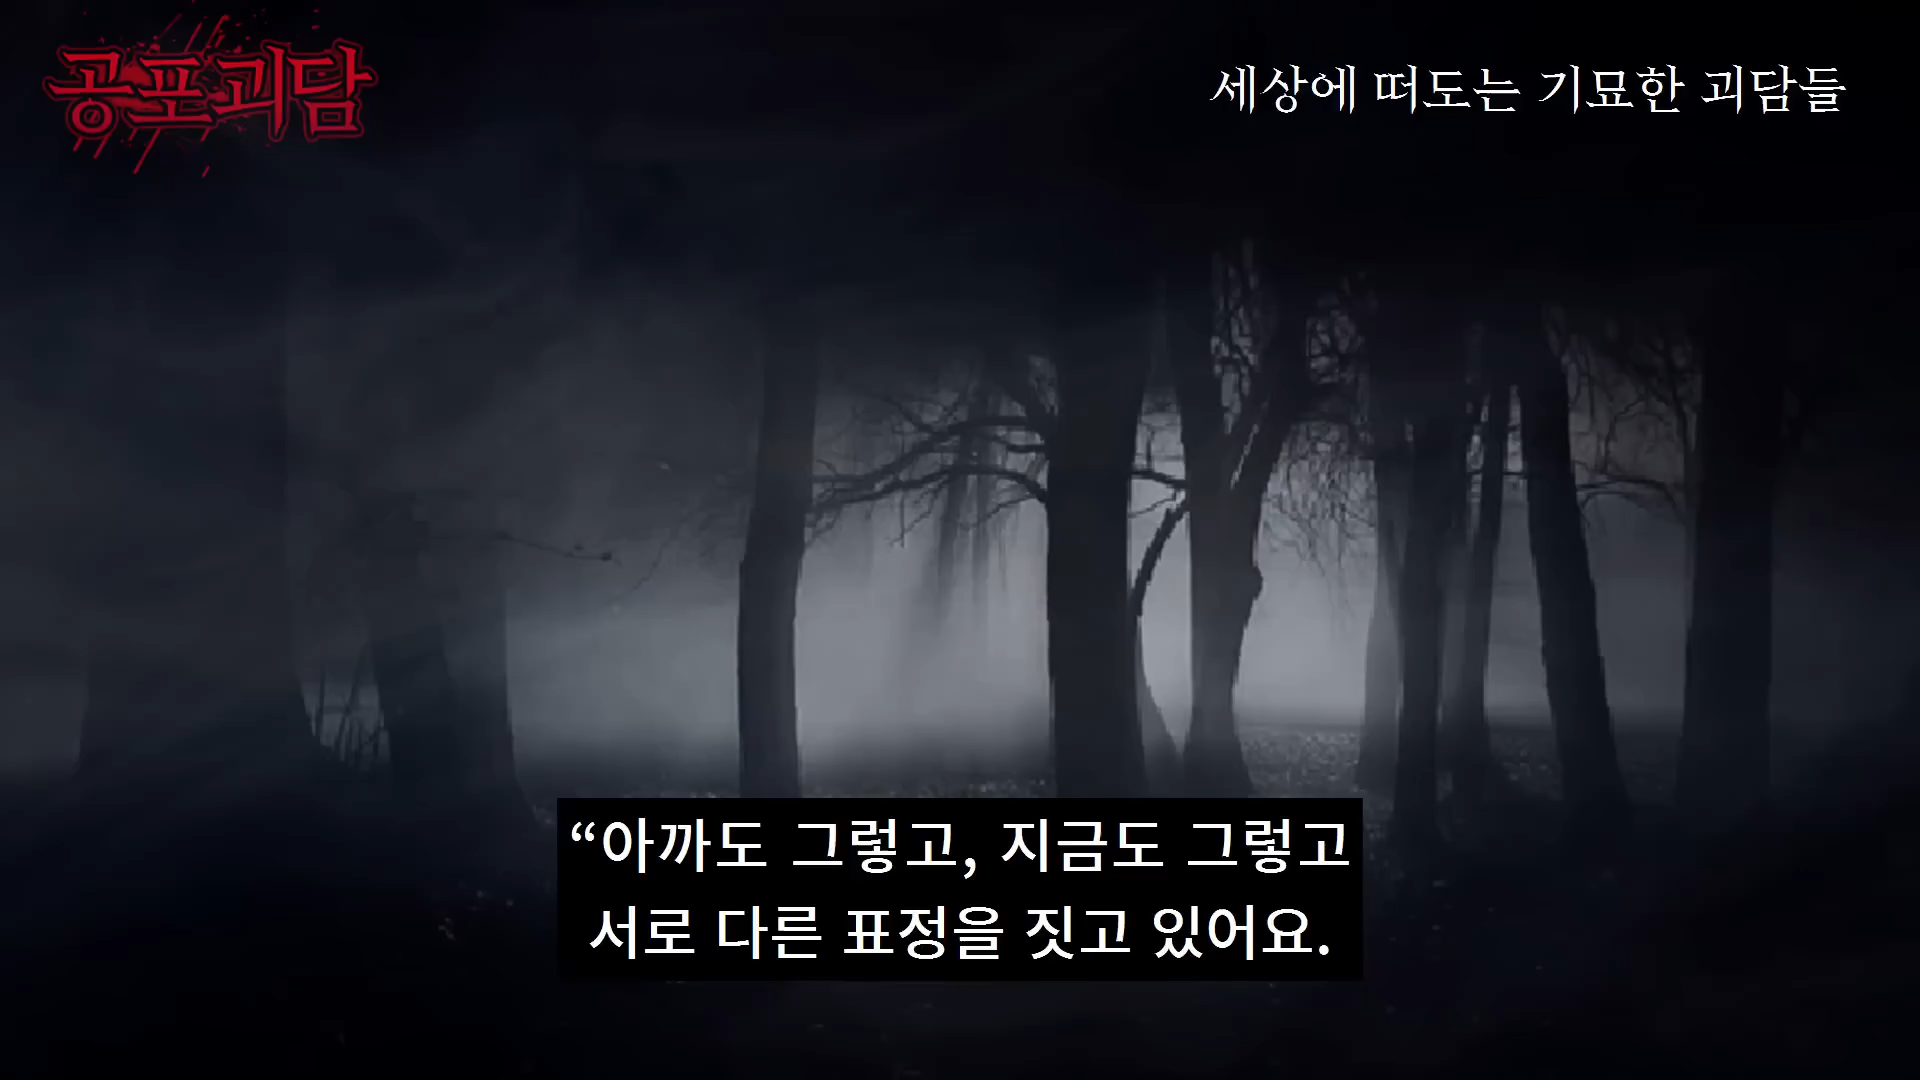 공포괴담
세상에 떠도는 기묘한 괴담들
“아까도 그렇고, 지금도 그렇고
서로 다른 표정을 짓고 있어요.